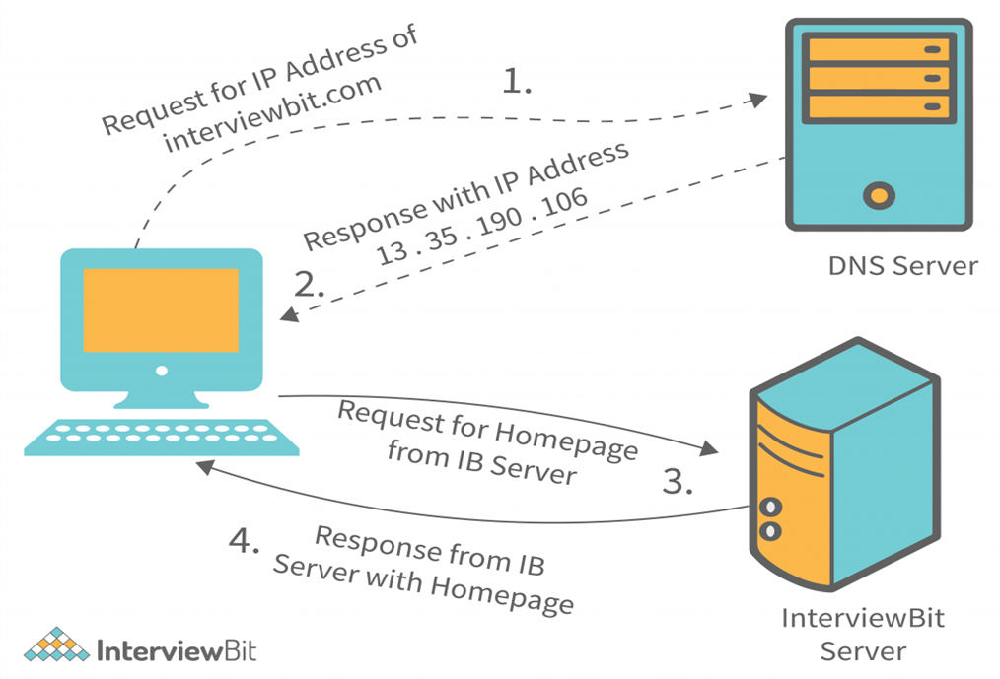 Request for IP Address of
interviewbit.com
1.
Response with IP Address
13 . 35 . 190 . 106
2.
DNS Server
Request for Homepage
from IB Server
3.
4.
Response from IB
Server with Homepage
InterviewBit
Server
InterviewBit